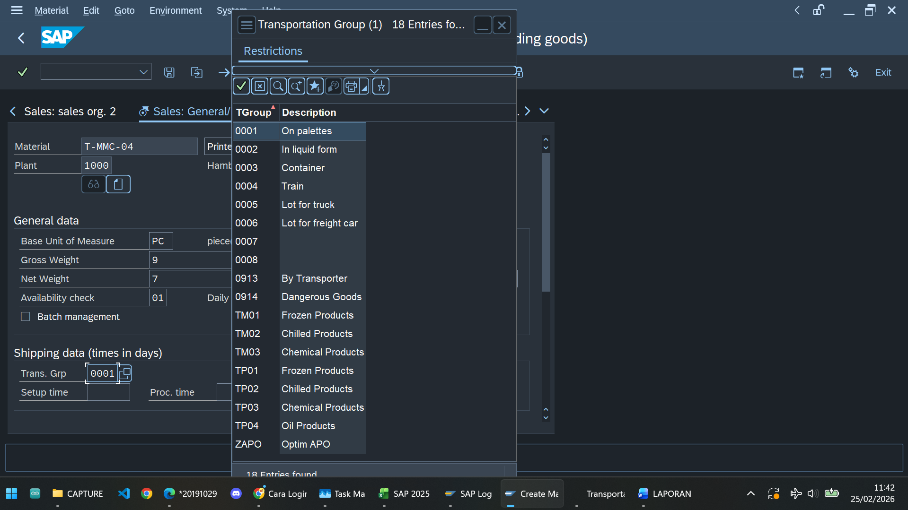 Material Edit Goto Environment System
Transportation Group (1) 18 Entries fo...
SAP
ding goods)
Restrictions
Exit
Sales: sales org. 2
Sales: General/
TGroup Description
0001 On palettes
0002 In liquid form
0003 Container
0004 Train
0005 Lot for truck
0006 Lot for freight car
0007
0008
0913 By Transporter
0914 Dangerous Goods
TM01 Frozen Products
TM02 Chilled Products
TM03 Chemical Products
TP01 Frozen Products
TP02 Chilled Products
TP03 Chemical Products
TP04 Oil Products
ZAPO Optim APO
18 Entries found
Material T-MMC-04 Printe
Plant 1000 Hamb
General data
Base Unit of Measure PC piece
Gross Weight 9
Net Weight 7
Availability check 01 Daily
Batch management
Shipping data (times in days)
Trans. Grp 0001
Setup time Proc. time
CAPTURE
*20191029
Cara Logir
Task Ma
SAP 2025
SAP Log
Create Ma
Transporta
LAPORAN
11:42
25/02/2026